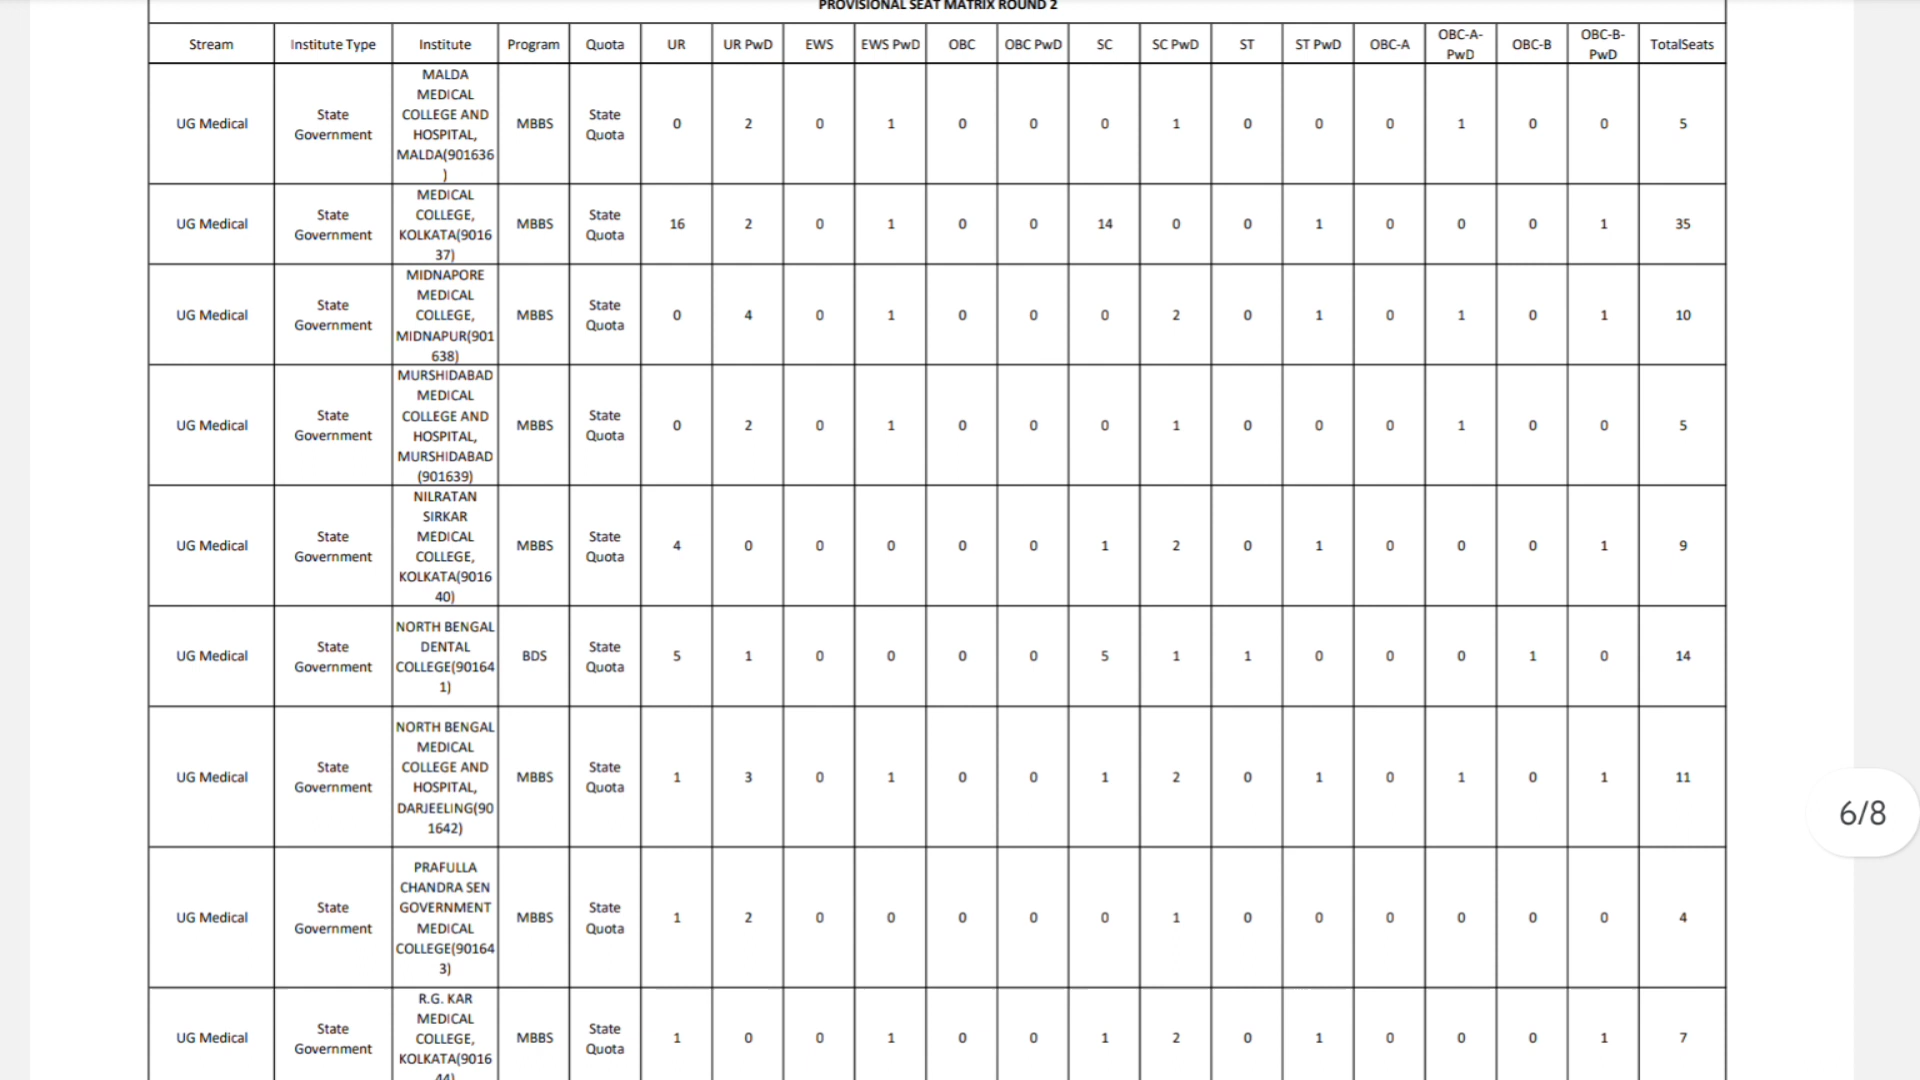 PROVISIONAL SEAT MATRIX ROUND 2
Stream Institute Type Institute Program Quota UR UR PwD EWS EWS PwD OBC OBC PwD SC SC PwD ST ST PwD OBC-A OBC-A-PwD OBC-B OBC-B-PwD TotalSeats
UG Medical State Government MALDA MEDICAL COLLEGE AND HOSPITAL, MALDA(901636) MBBS State Quota 0 2 0 1 0 0 0 1 0 0 0 1 0 0 5
UG Medical State Government MEDICAL COLLEGE, KOLKATA(901637) MBBS State Quota 16 2 0 1 0 0 14 0 0 1 0 0 0 1 35
UG Medical State Government MIDNAPORE MEDICAL COLLEGE, MIDNAPUR(901638) MBBS State Quota 0 4 0 1 0 0 0 2 0 1 0 1 0 1 10
UG Medical State Government MURSHIDABAD MEDICAL COLLEGE AND HOSPITAL, MURSHIDABAD (901639) MBBS State Quota 0 2 0 1 0 0 0 1 0 0 0 1 0 0 5
UG Medical State Government NILRATAN SIRKAR MEDICAL COLLEGE, KOLKATA(901640) MBBS State Quota 4 0 0 0 0 0 1 2 0 1 0 0 0 1 9
UG Medical State Government NORTH BENGAL DENTAL COLLEGE(901641) BDS State Quota 5 1 0 0 0 0 5 1 1 0 0 0 1 0 14
UG Medical State Government NORTH BENGAL MEDICAL COLLEGE AND HOSPITAL, DARJEELING(901642) MBBS State Quota 1 3 0 1 0 0 1 2 0 1 0 1 0 1 11
UG Medical State Government PRAFULLA CHANDRA SEN GOVERNMENT MEDICAL COLLEGE(901643) MBBS State Quota 1 2 0 0 0 0 0 1 0 0 0 0 0 0 4
UG Medical State Government R.G. KAR MEDICAL COLLEGE, KOLKATA(901644) MBBS State Quota 1 0 0 1 0 0 1 2 0 1 0 0 0 1 7
6/8